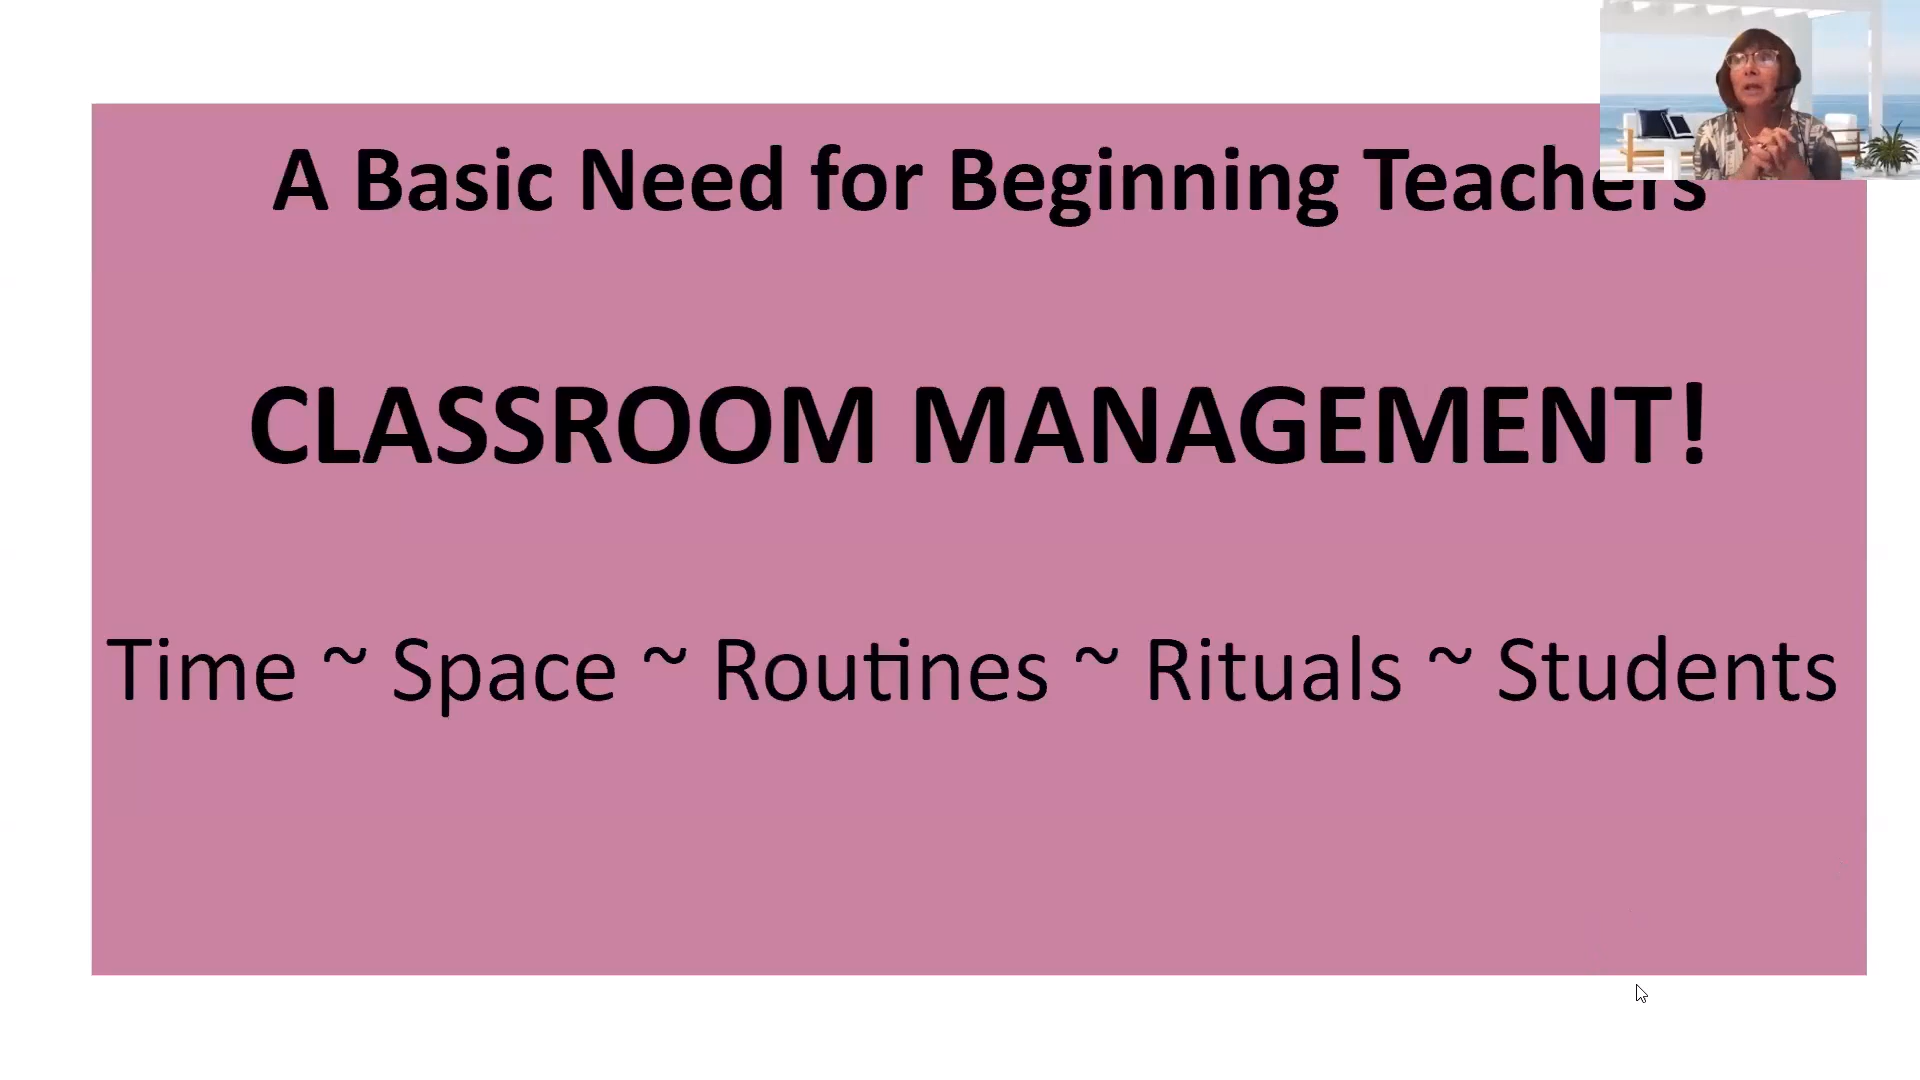 A Basic Need for Beginning Teachers
CLASSROOM MANAGEMENT!
Time ~ Space ~ Routines ~ Rituals ~ Students